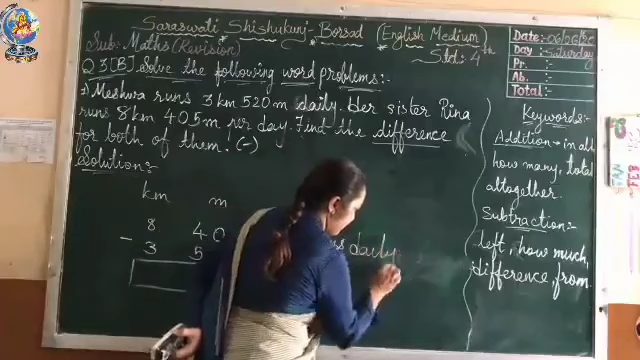 Saraswati Shishukunj Borsad (English Medium)
Sub: Maths (Revision)
Std: 4th
Date:-
Day:- Saturday
Pr. :-
Ab. :-
Total:-
Q3[B] Solve the following word problems:-
1) Meshwa runs 3 km 520 m daily. Her sister Rina
runs 8 km 405 m per day. Find the difference
for both of them! (-)
Solution:-
km m
8 40
- 3 5
daily
Keywords:-
Addition → in all
how many, total
altogether.
Subtraction:-
left, how much,
difference, from.